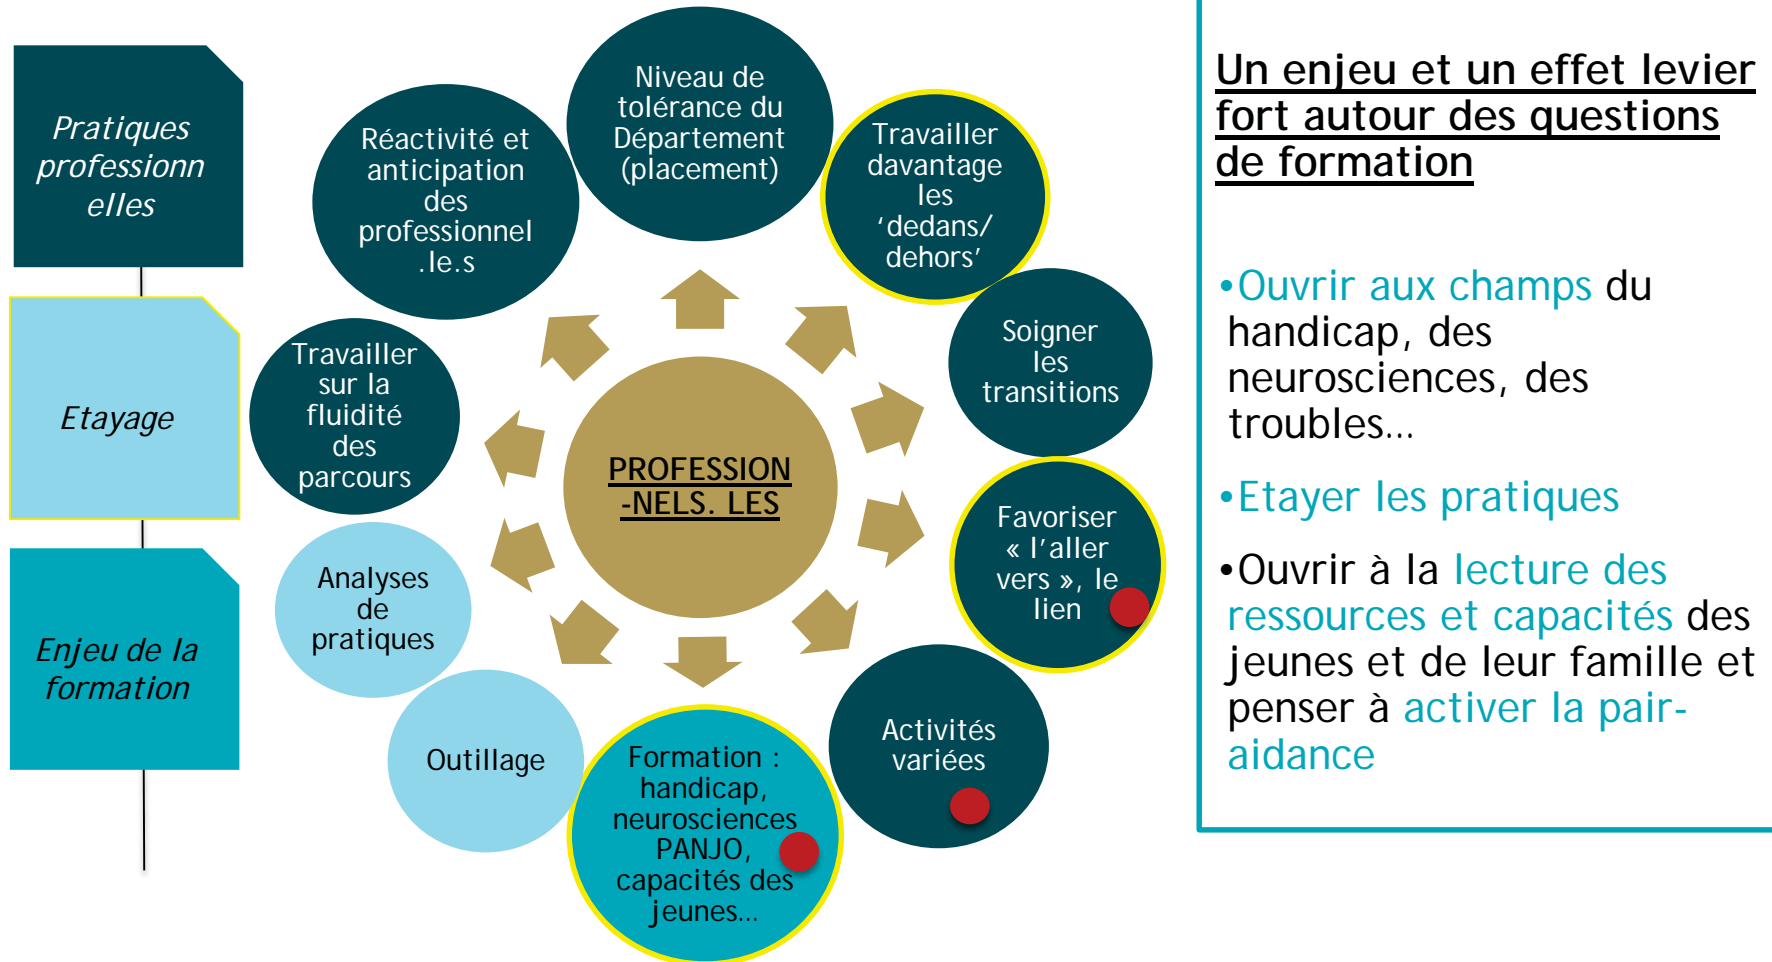 Pratiques
professionn
elles
Etayage
Enjeu de la
formation
Niveau de
tolérance du
Département
(placement)
Travailler
davantage
les
‘dedans/
dehors’
Soigner
les
transitions
Favoriser
« l’aller
vers », le
lien
Activités
variées
Formation :
handicap,
neurosciences
PANJO,
capacités des
jeunes…
Outillage
Analyses
de
pratiques
Travailler
sur la
fluidité
des
parcours
Réactivité et
anticipation
des
professionnel
.le.s
PROFESSION
-NELS. LES
Un enjeu et un effet levier
fort autour des questions
de formation
•Ouvrir aux champs du
handicap, des
neurosciences, des
troubles…
•Etayer les pratiques
•Ouvrir à la lecture des
ressources et capacités des
jeunes et de leur famille et
penser à activer la pair-
aidance